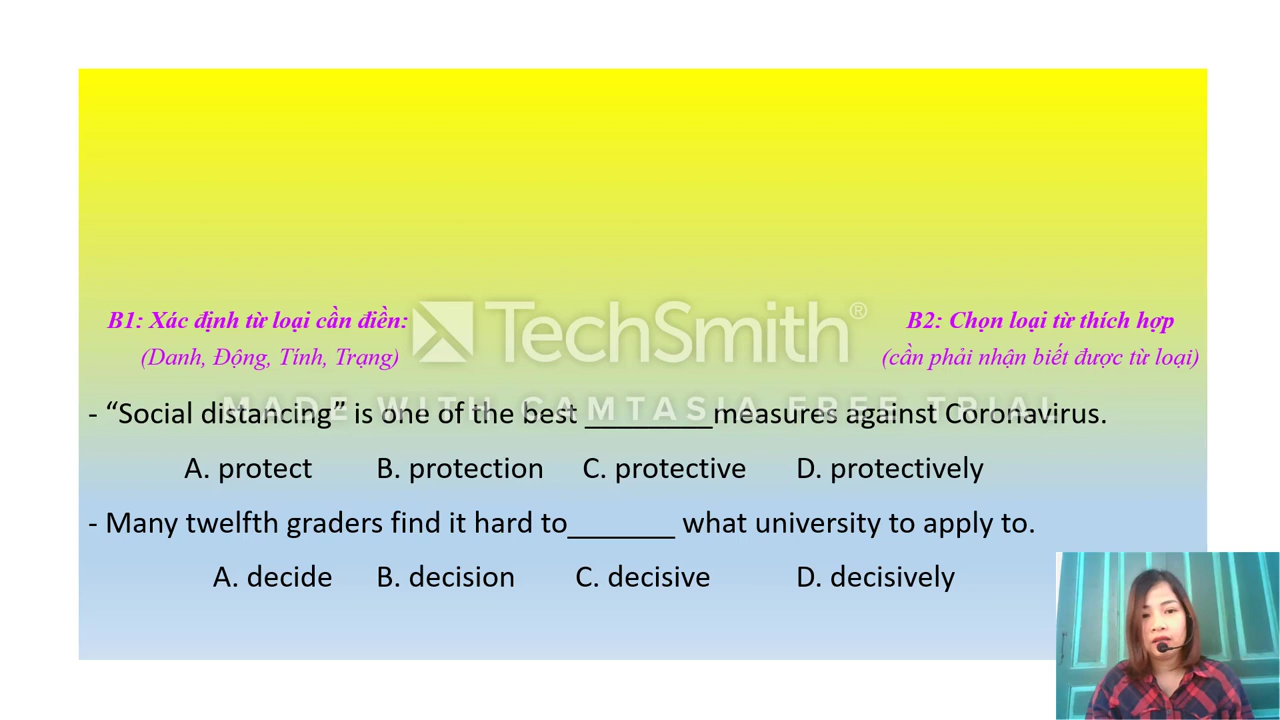 B1: Xác định từ loại cần điền:
(Danh, Động, Tính, Trạng)
TechSmith®
B2: Chọn loại từ thích hợp
(cần phải nhận biết được từ loại)
MADE WITH CAMTASIA FREE TRIAL
- “Social distancing” is one of the best ________measures against Coronavirus.
A. protect B. protection C. protective D. protectively
- Many twelfth graders find it hard to_______ what university to apply to.
A. decide B. decision C. decisive D. decisively